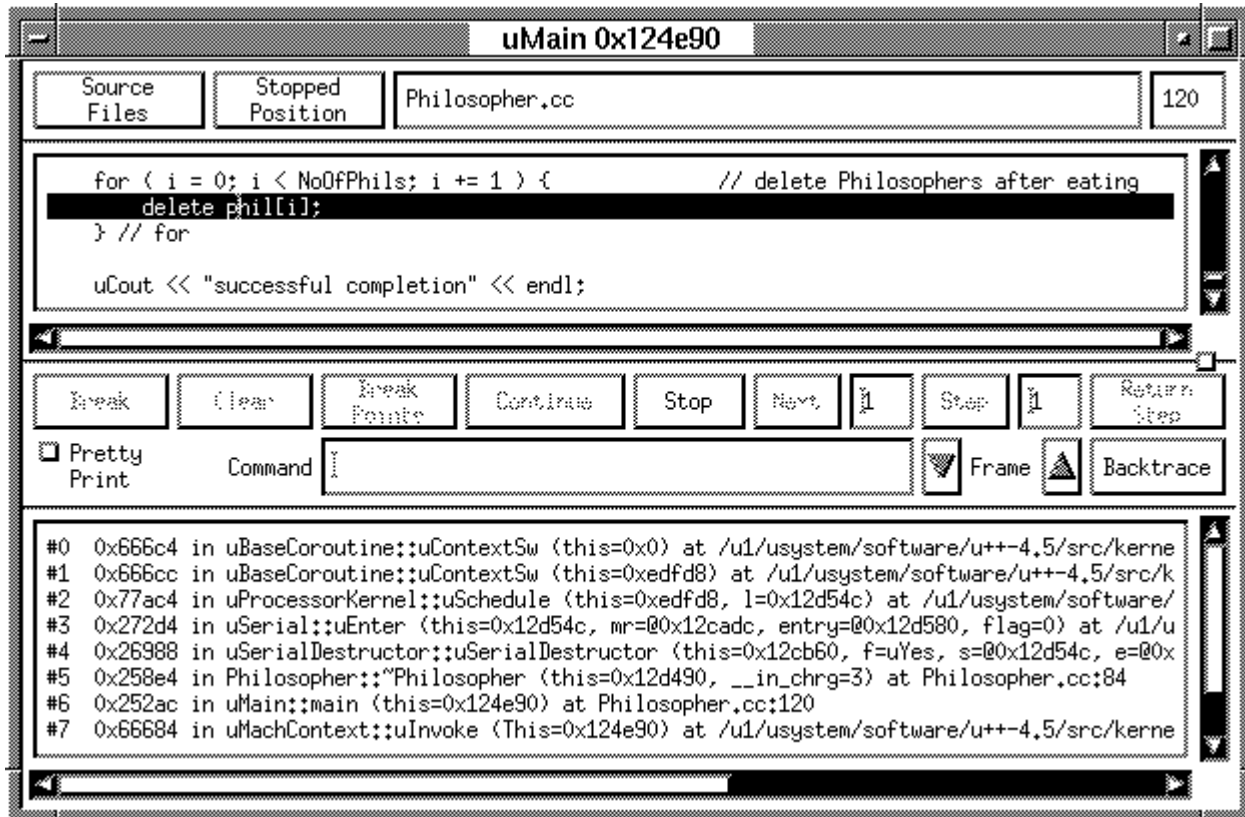 uMain 0x124e90
Source Files Stopped Position Philosopher.cc 120
for ( i = 0; i < NoOfPhils; i += 1 ) { // delete Philosophers after eating
delete phil[i];
} // for
uCout << "successful completion" << endl;
Break Clear Break Points Continue Stop Next 1 Step 1 Return Step
Pretty Print Command Frame Backtrace
#0 0x666c4 in uBaseCoroutine::uContextSw (this=0x0) at /u1/usystem/software/u++-4.5/src/kerne
#1 0x666cc in uBaseCoroutine::uContextSw (this=0xedfd8) at /u1/usystem/software/u++-4.5/src/k
#2 0x77ac4 in uProcessorKernel::uSchedule (this=0xedfd8, l=0x12d54c) at /u1/usystem/software/
#3 0x272d4 in uSerial::uEnter (this=0x12d54c, mr=@0x12cadc, entry=@0x12d580, flag=0) at /u1/u
#4 0x26988 in uSerialDestructor::uSerialDestructor (this=0x12cb60, f=uYes, s=@0x12d54c, e=@0x
#5 0x258e4 in Philosopher::~Philosopher (this=0x12d490, __in_chrg=3) at Philosopher.cc:84
#6 0x252ac in uMain::main (this=0x124e90) at Philosopher.cc:120
#7 0x66684 in uMachContext::uInvoke (This=0x124e90) at /u1/usystem/software/u++-4.5/src/kerne